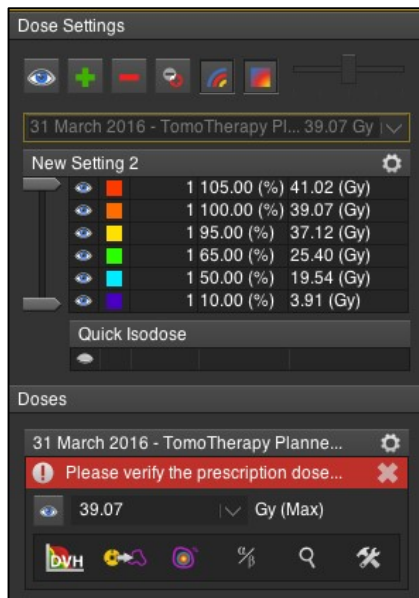 Dose Settings
31 March 2016 - TomoTherapy Pl... 39.07 Gy
New Setting 2
1 105.00 (%) 41.02 (Gy)
1 100.00 (%) 39.07 (Gy)
1 95.00 (%) 37.12 (Gy)
1 65.00 (%) 25.40 (Gy)
1 50.00 (%) 19.54 (Gy)
1 10.00 (%) 3.91 (Gy)
Quick Isodose
Doses
31 March 2016 - TomoTherapy Planne...
Please verify the prescription dose...
39.07 Gy (Max)
DVH α/β